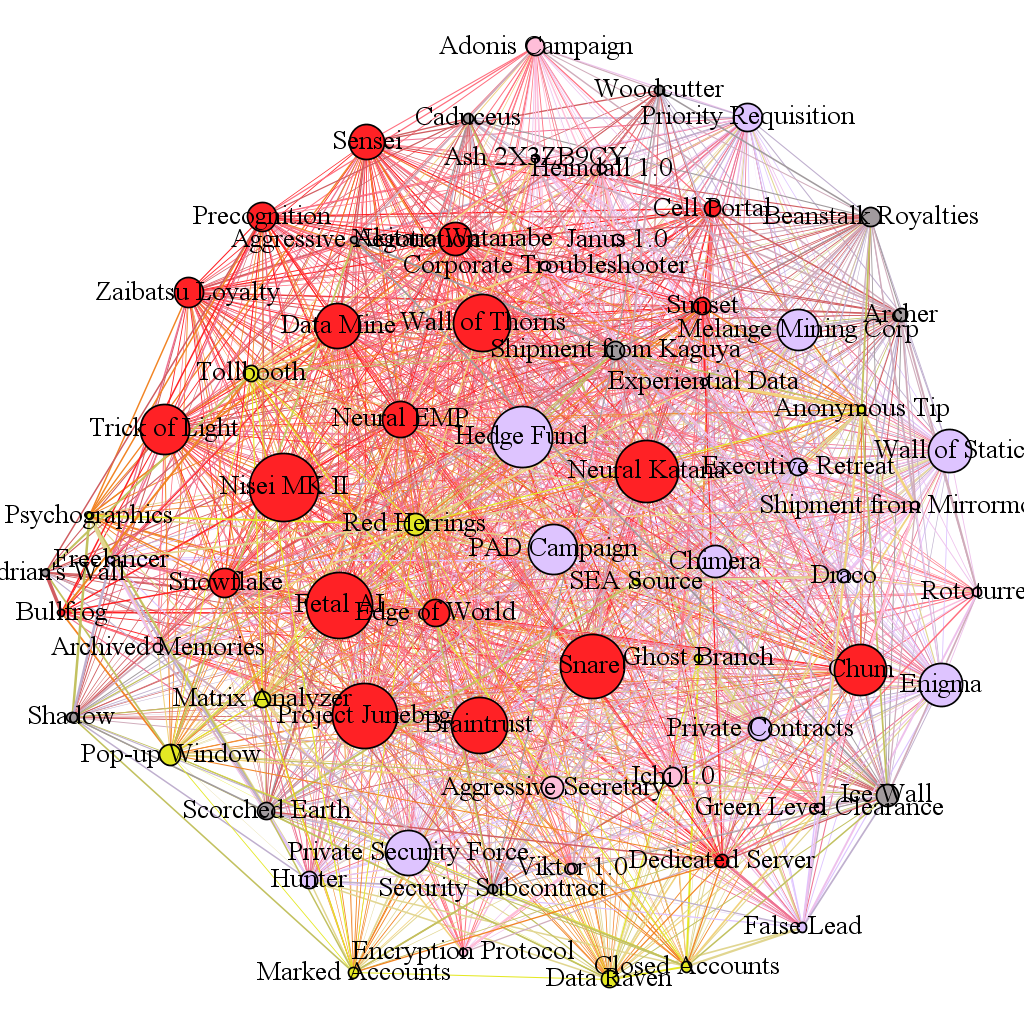 Adonis Campaign
Woodcutter
Caduceus
Priority Requisition
Sensei
Ash 2X3ZB9CY
Heimdall 1.0
Cell Portal
Precognition
Beanstalk Royalties
Aggressive Negotiation
Akitaro Watanabe
Janus 1.0
Corporate Troubleshooter
Zaibatsu Loyalty
Sunset
Archer
Data Mine
Wall of Thorns
Melange Mining Corp
Shipment from Kaguya
Tollbooth
Experiential Data
Anonymous Tip
Trick of Light
Neural EMP
Hedge Fund
Wall of Static
Neural Katana
Executive Retreat
Nisei MK II
Shipment from Mirrormo
Psychographics
Red Herrings
PAD Campaign
Freelancer
Chimera
drian's Wall
Snowflake
SEA Source
Draco
Rototurre
Fetal AI
Edge of World
Bullfrog
Archived Memories
Ghost Branch
Snare
Chum
Enigma
Matrix Analyzer
Shadow
Project Junebug
Braintrust
Private Contracts
Pop-up Window
Ichi 1.0
Aggressive Secretary
Ice Wall
Scorched Earth
Green Level Clearance
Private Security Force
Viktor 1.0
Dedicated Server
Hunter
Security Subcontract
False Lead
Encryption Protocol
Marked Accounts
Closed Accounts
Data Raven